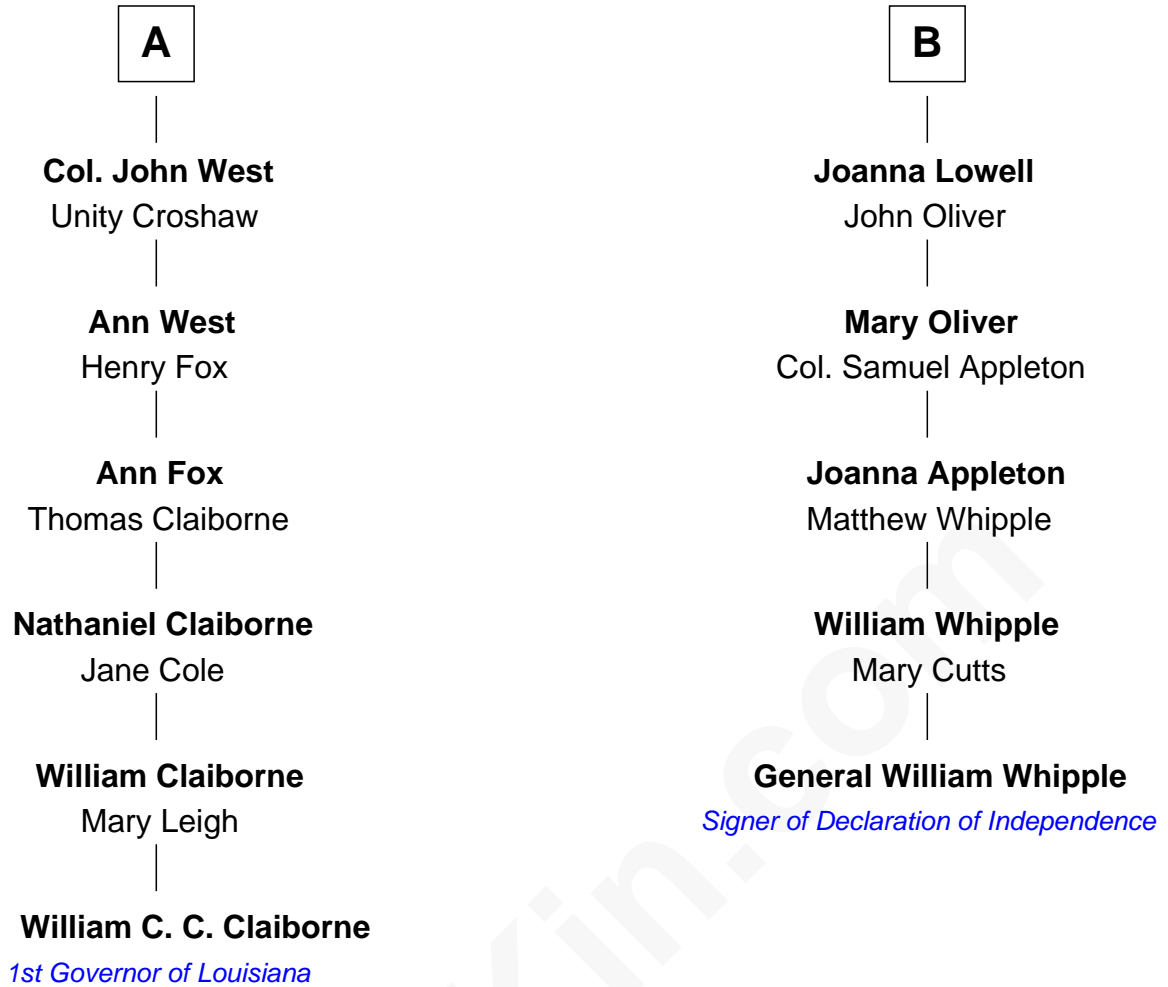 A
Col. John West
Unity Croshaw
Ann West
Henry Fox
Ann Fox
Thomas Claiborne
Nathaniel Claiborne
Jane Cole
William Claiborne
Mary Leigh
William C. C. Claiborne
1st Governor of Louisiana
B
Joanna Lowell
John Oliver
Mary Oliver
Col. Samuel Appleton
Joanna Appleton
Matthew Whipple
William Whipple
Mary Cutts
General William Whipple
Signer of Declaration of Independence
Kin.com